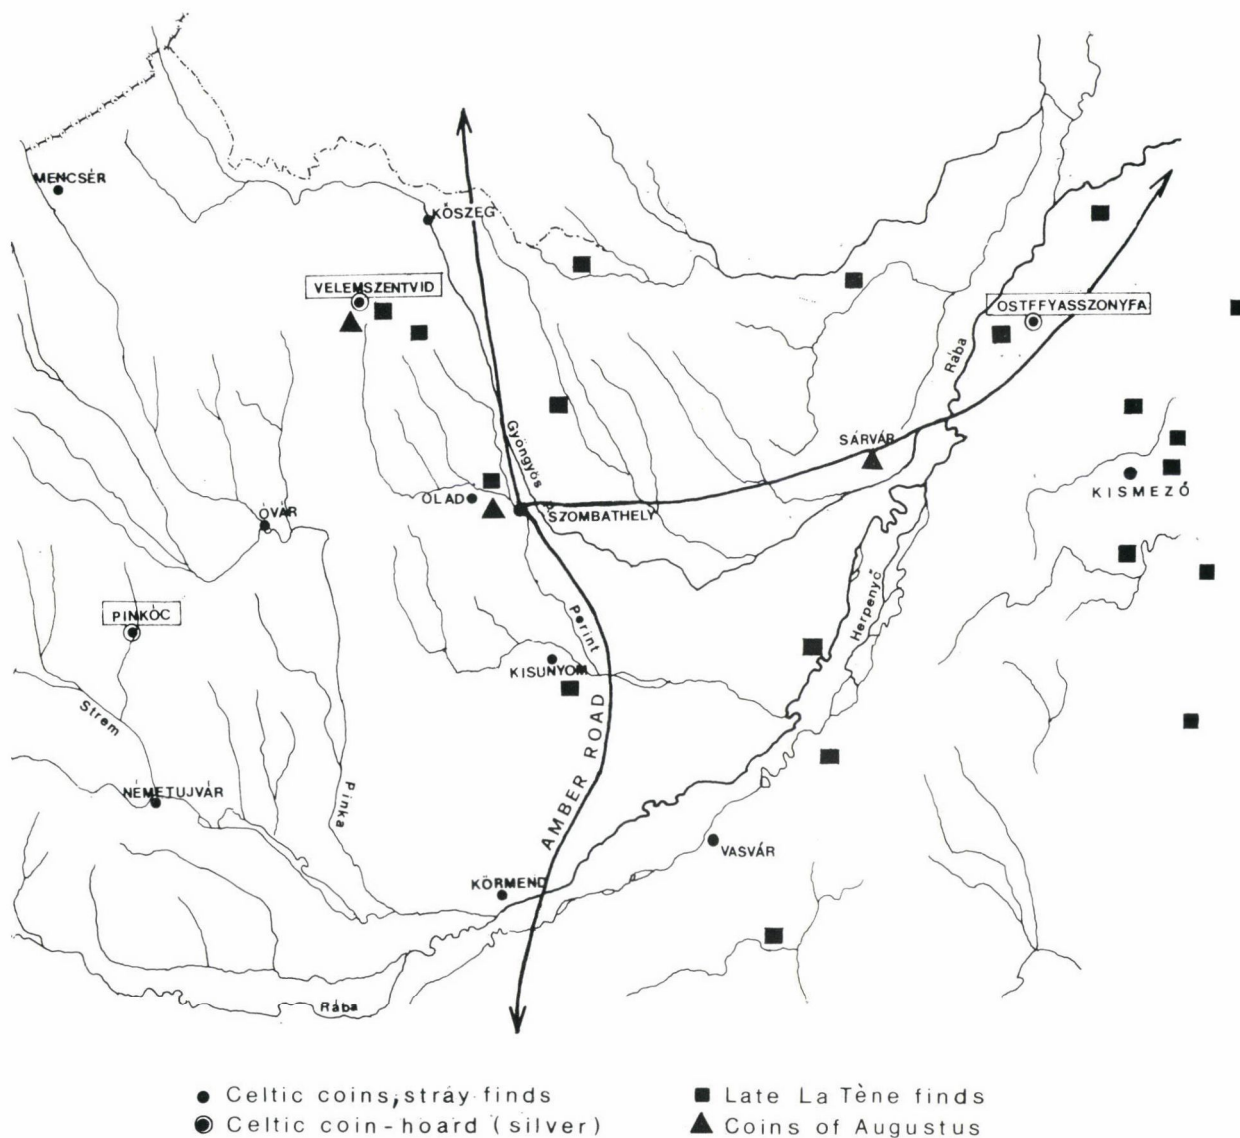 MENCSÉR
KŐSZEG
VELEMSZENTVID
OSTFFYASSZONYFA
Rába
SÁRVÁR
Gyöngyös
OLAD
KISMEZŐ
SZOMBATHELY
ÓVÁR
Herpenyő
PINKÓC
Perint
KISUNYOM
Strem
AMBER ROAD
NÉMETUJVÁR
Pinka
VASVÁR
KÖRMEND
Rába
Celtic coins, stray finds
Celtic coin-hoard (silver)
Late La Tène finds
Coins of Augustus